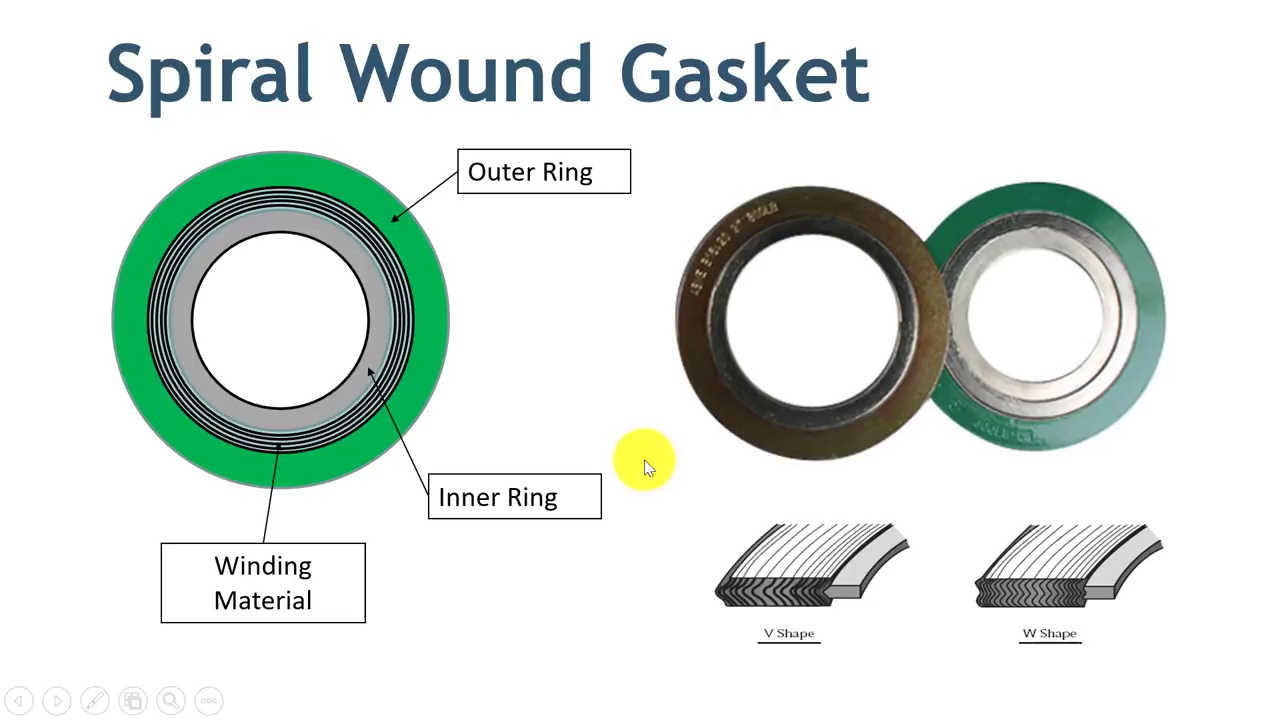 Spiral Wound Gasket
Outer Ring
Inner Ring
Winding
Material
V Shape
W Shape